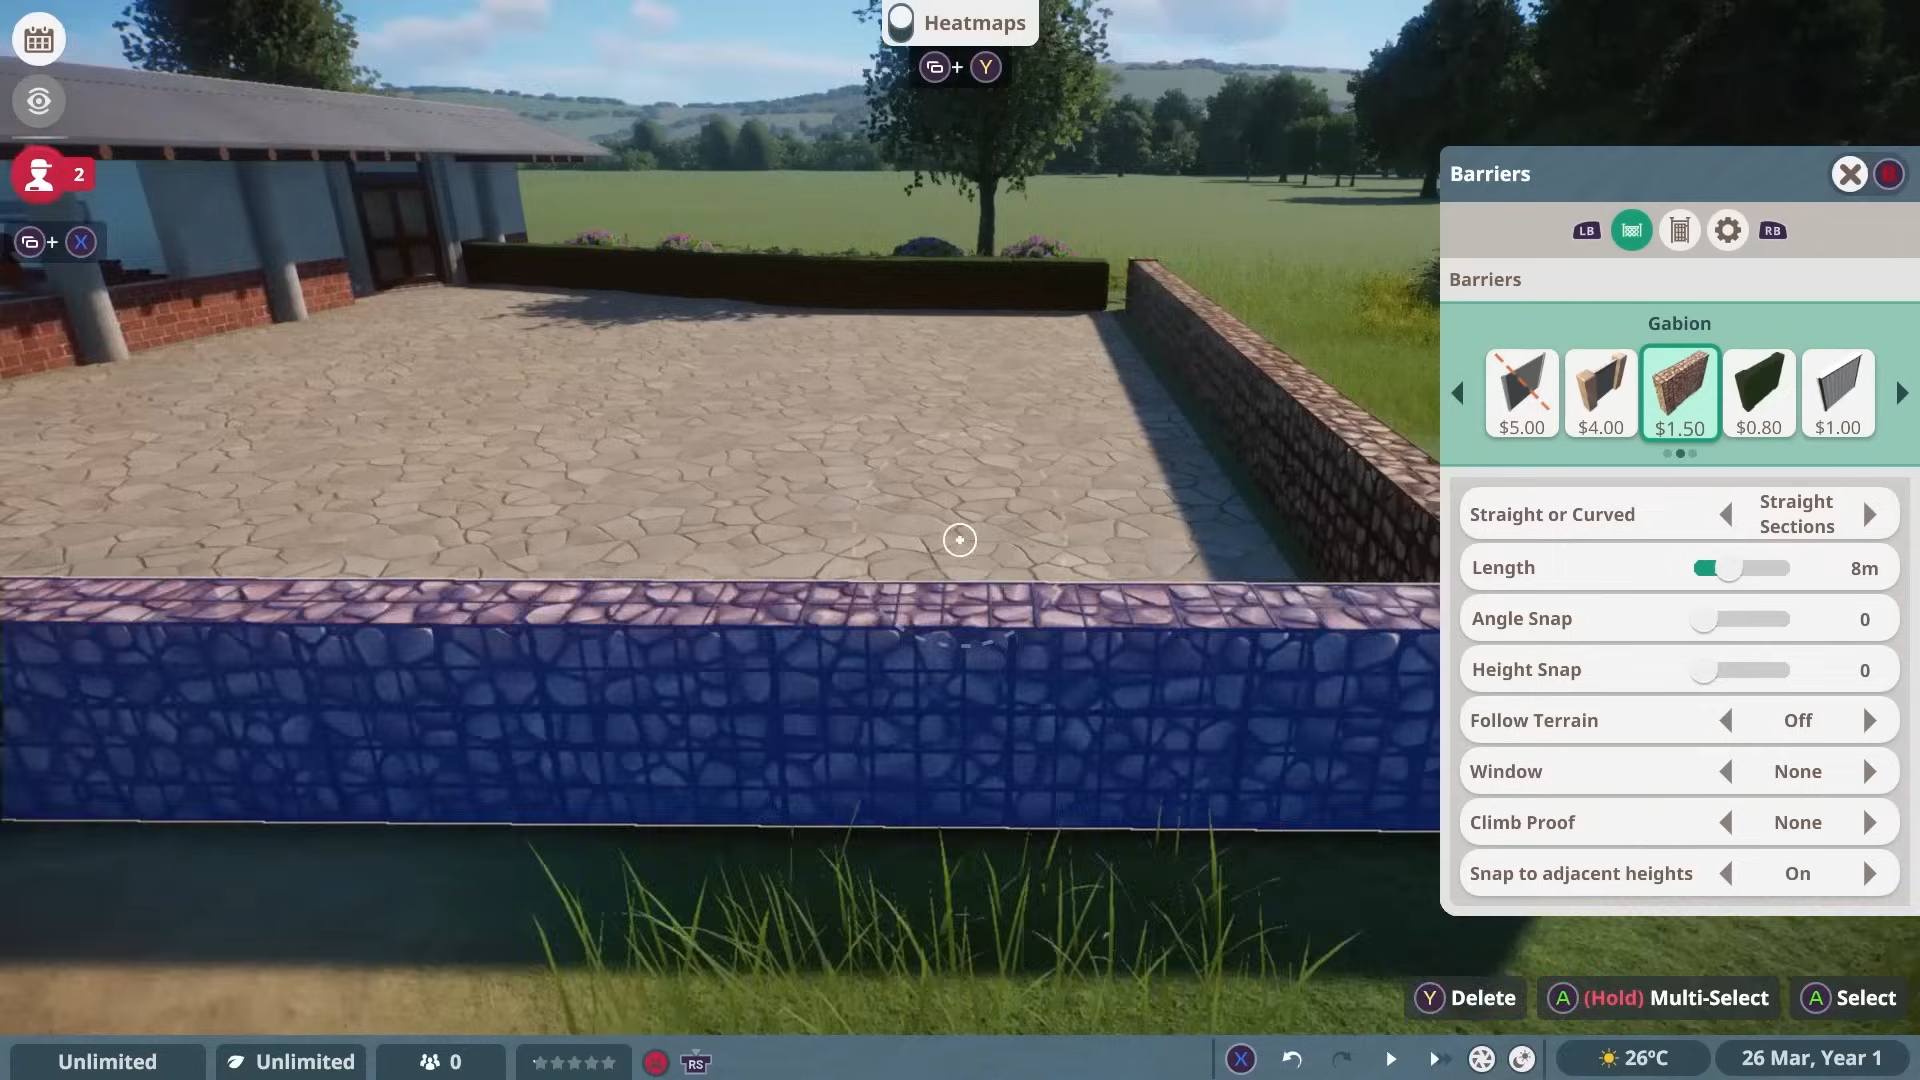 Heatmaps
+ Y
2
+ X
Barriers
B
LB
RB
Barriers
Gabion
$5.00
$4.00
$1.50
$0.80
$1.00
Straight or Curved
Straight
Sections
Length
8m
Angle Snap
0
Height Snap
0
Follow Terrain
Off
Window
None
Climb Proof
None
Snap to adjacent heights
On
Y Delete
A (Hold) Multi-Select
A Select
Unlimited
Unlimited
0
RS
X
26°C
26 Mar, Year 1